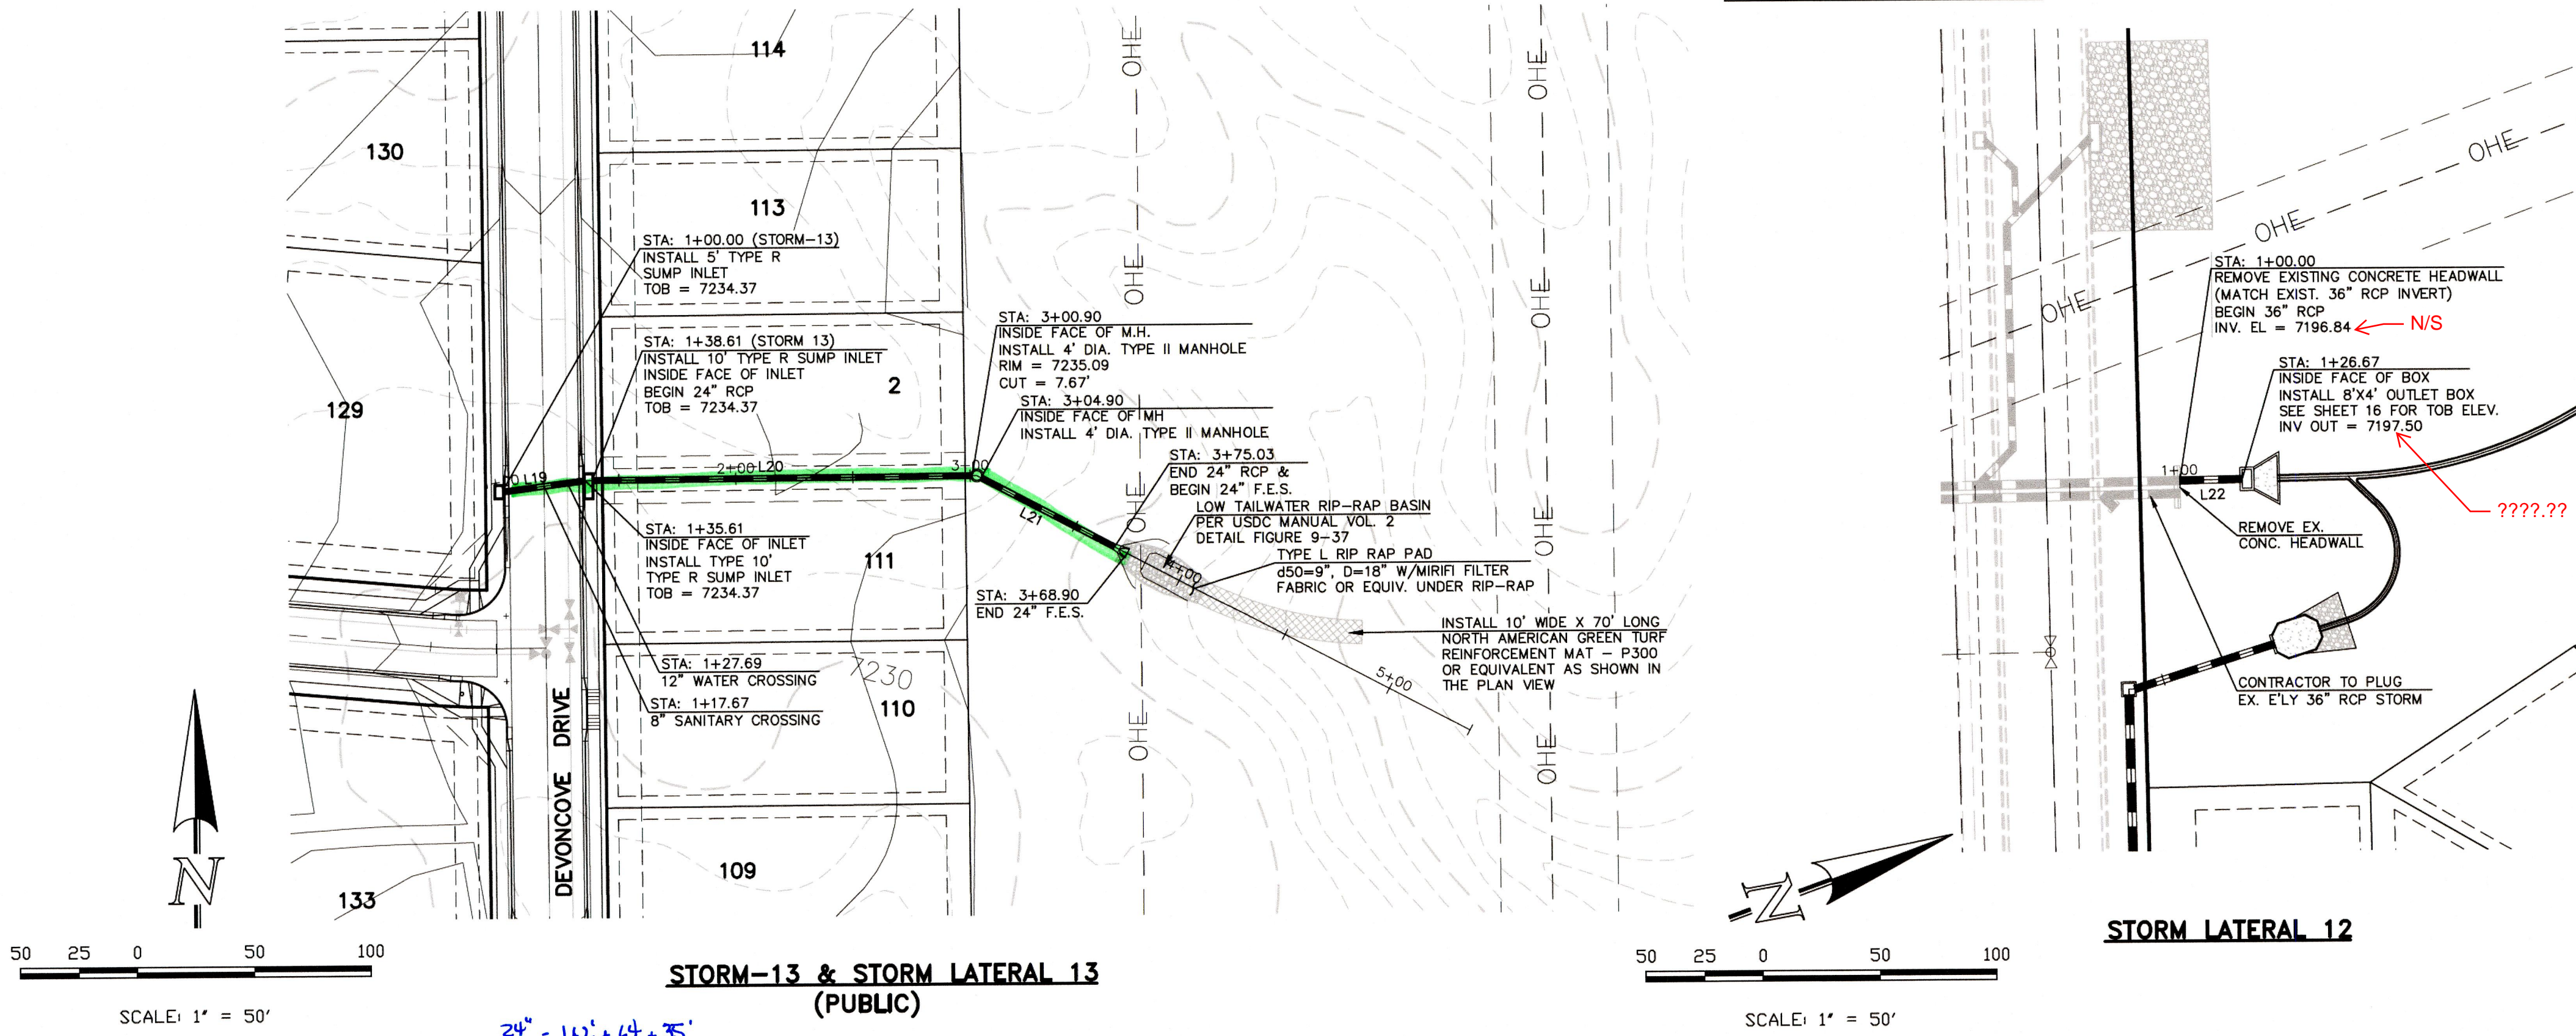 114
130
113
129
2
111
110
109
133
7230
OHE
OHE
OHE
OHE
OHE
OHE
OHE
OHE
STA: 1+00.00 (STORM-13)
INSTALL 5' TYPE R
SUMP INLET
TOB = 7234.37
STA: 1+38.61 (STORM 13)
INSTALL 10' TYPE R SUMP INLET
INSIDE FACE OF INLET
BEGIN 24" RCP
TOB = 7234.37
STA: 3+00.90
INSIDE FACE OF M.H.
INSTALL 4' DIA. TYPE II MANHOLE
RIM = 7235.09
CUT = 7.67'
STA: 3+04.90
INSIDE FACE OF MH
INSTALL 4' DIA. TYPE II MANHOLE
STA: 3+75.03
END 24" RCP &
BEGIN 24" F.E.S.
LOW TAILWATER RIP-RAP BASIN
PER USDC MANUAL VOL. 2
DETAIL FIGURE 9-37
TYPE L RIP RAP PAD
d50=9", D=18" W/MIRIFI FILTER
FABRIC OR EQUIV. UNDER RIP-RAP
L19
2+00
L20
3+00
L21
4+00
5+00
STA: 1+35.61
INSIDE FACE OF INLET
INSTALL TYPE 10'
TYPE R SUMP INLET
TOB = 7234.37
STA: 3+68.90
END 24" F.E.S.
INSTALL 10' WIDE X 70' LONG
NORTH AMERICAN GREEN TURF
REINFORCEMENT MAT - P300
OR EQUIVALENT AS SHOWN IN
THE PLAN VIEW
STA: 1+27.69
12" WATER CROSSING
STA: 1+17.67
8" SANITARY CROSSING
DEVONCOVE DRIVE
N
50 25 0 50 100
SCALE: 1" = 50'
STORM-13 & STORM LATERAL 13
(PUBLIC)
OHE
OHE
OHE
STA: 1+00.00
REMOVE EXISTING CONCRETE HEADWALL
(MATCH EXIST. 36" RCP INVERT)
BEGIN 36" RCP
INV. EL = 7196.84
N/S
STA: 1+26.67
INSIDE FACE OF BOX
INSTALL 8'X4' OUTLET BOX
SEE SHEET 16 FOR TOB ELEV.
INV OUT = 7197.50
????.??
1+00
L22
REMOVE EX.
CONC. HEADWALL
CONTRACTOR TO PLUG
EX. E'LY 36" RCP STORM
N
STORM LATERAL 12
50 25 0 50 100
SCALE: 1" = 50'